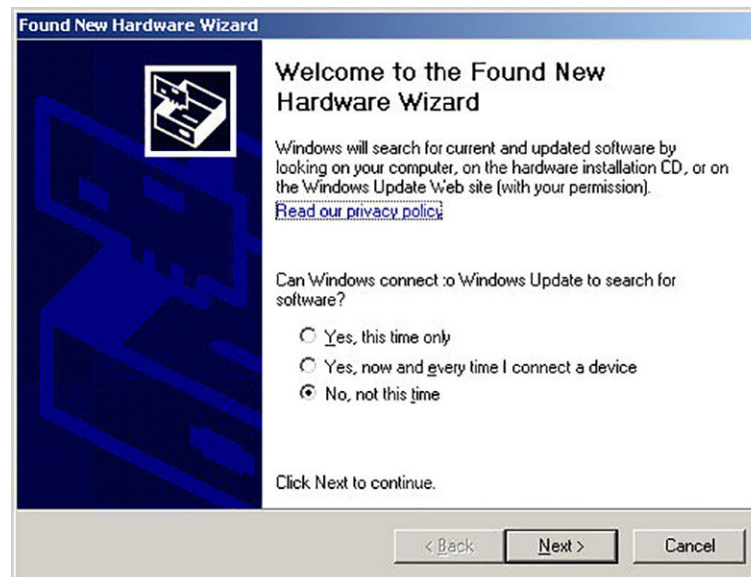 Found New Hardware Wizard
Welcome to the Found New
Hardware Wizard
Windows will search for current and updated software by
looking on your computer, on the hardware installation CD, or on
the Windows Update Web site (with your permission).
Read our privacy policy
Can Windows connect :o Windows Update to search for
software?
Yes, this time only
Yes, now and every time I connect a device
No, not this time
Click Next to continue.
< Back
Next >
Cancel